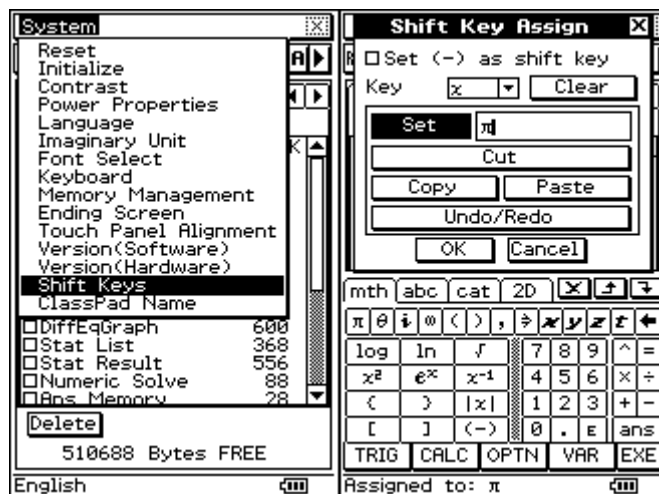 System
Reset
Initialize
Contrast
Power Properties
Language
Imaginary Unit
Font Select
Keyboard
Memory Management
Ending Screen
Touch Panel Alignment
Version(Software)
Version(Hardware)
Shift Keys
ClassPad Name
DiffEqGraph 600
Stat List 368
Stat Result 556
Numeric Solve 88
Ans Memory 28
Delete
510688 Bytes FREE
English
Shift Key Assign
Set (-) as shift key
Key x Clear
Set π
Cut
Copy Paste
Undo/Redo
OK Cancel
mth abc cat 2D
π θ i ∞ ( ) , ⇒ x y z t ←
log ln √ 7 8 9 ^ =
x² eˣ x⁻¹ 4 5 6 × ÷
( ) |x| 1 2 3 + −
[ ] (-) 0 . E ans
TRIG CALC OPTN VAR EXE
Assigned to: π